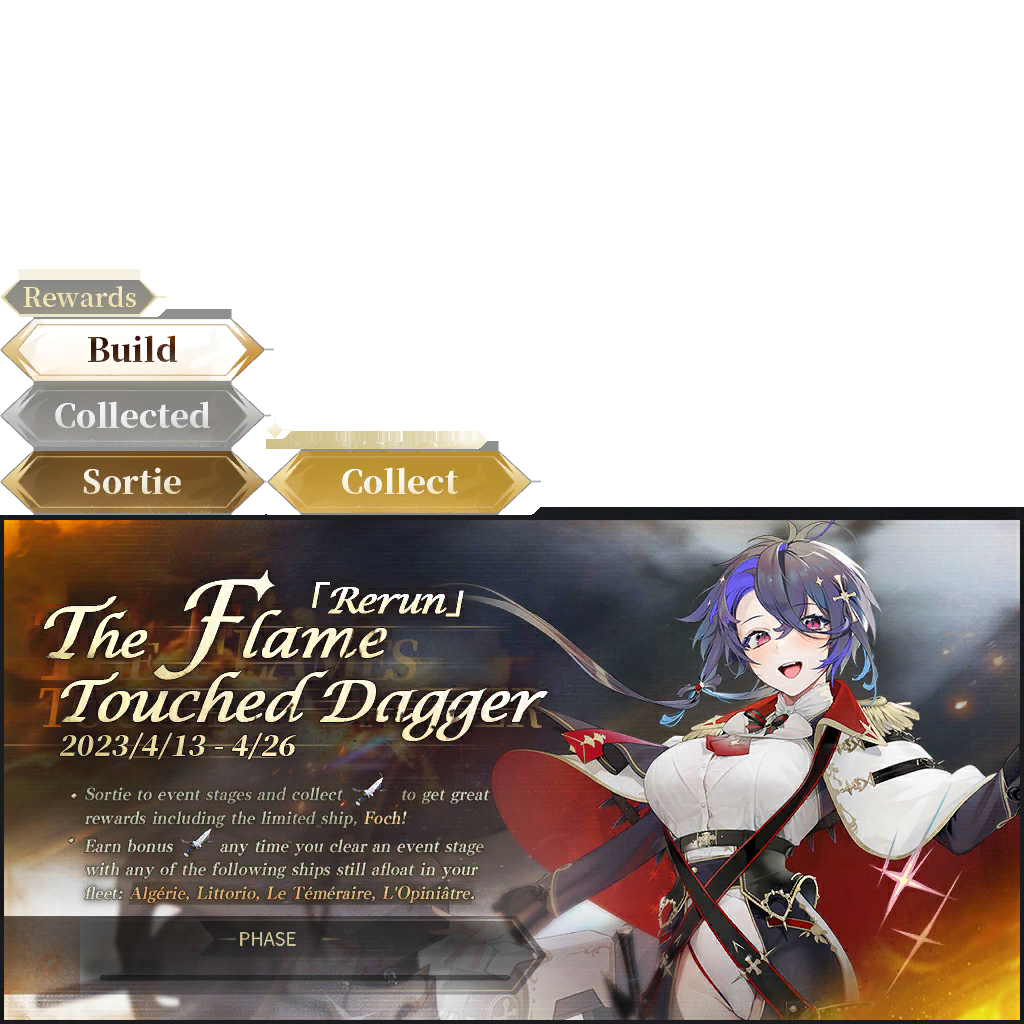 Rewards
Build
Collected
Sortie
Collect
「Rerun」
The Flame
Touched Dagger
2023/4/13 - 4/26
• Sortie to event stages and collect to get great
rewards including the limited ship, Foch!
• Earn bonus any time you clear an event stage
with any of the following ships still afloat in your
fleet: Algérie, Littorio, Le Téméraire, L'Opiniâtre.
PHASE